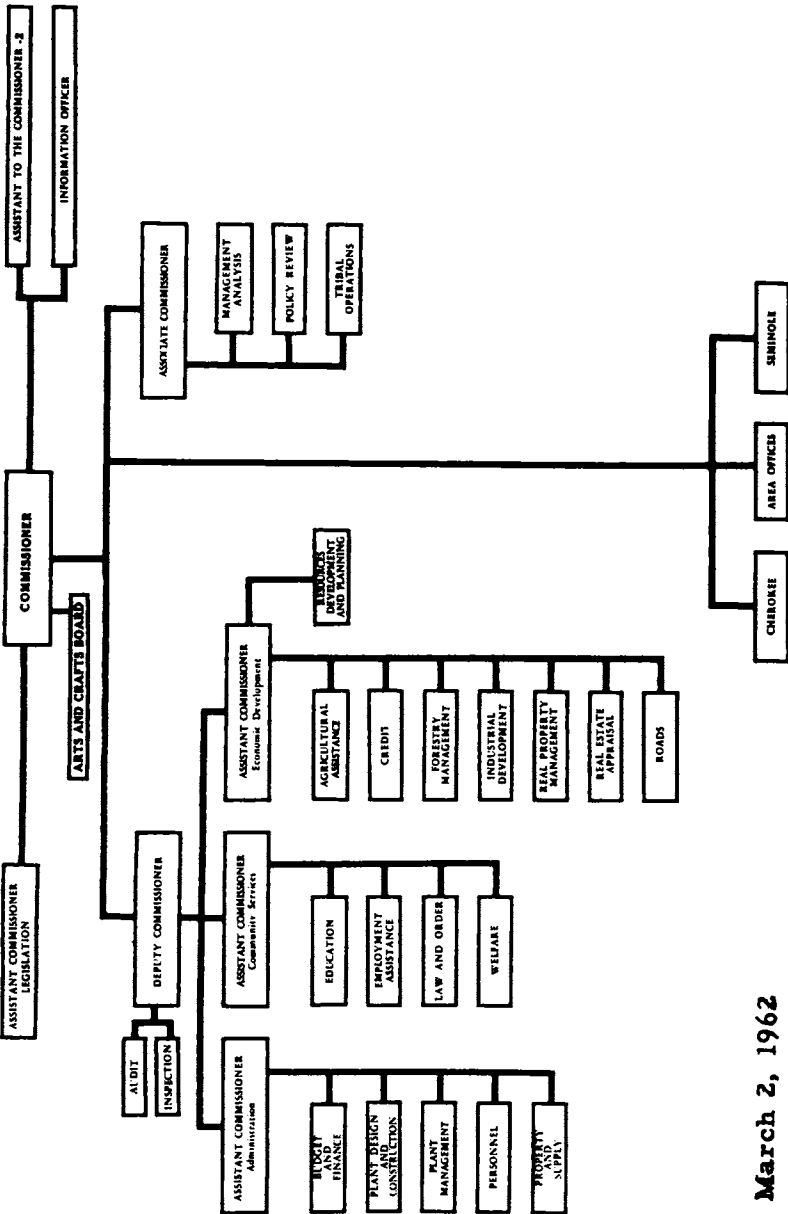 ASSISTANT COMMISSIONER
LEGISLATION
COMMISSIONER
ASSISTANT TO THE COMMISSIONER -2
INFORMATION OFFICER
ARTS AND CRAFTS BOARD
DEPUTY COMMISSIONER
AUDIT
INSPECTION
ASSOCIATE COMMISSIONER
MANAGEMENT
ANALYSIS
POLICY REVIEW
TRIBAL
OPERATIONS
ASSISTANT COMMISSIONER
Administration
BUDGET
AND
FINANCE
PLANT DESIGN
AND
CONSTRUCTION
PLANT
MANAGEMENT
PERSONNEL
PROPERTY
AND
SUPPLY
ASSISTANT COMMISSIONER
Community Services
EDUCATION
EMPLOYMENT
ASSISTANCE
LAW AND ORDER
WELFARE
ASSISTANT COMMISSIONER
Economic Development
RESOURCES
DEVELOPMENT
AND PLANNING
AGRICULTURAL
ASSISTANCE
CREDIT
FORESTRY
MANAGEMENT
INDUSTRIAL
DEVELOPMENT
REAL PROPERTY
MANAGEMENT
REAL ESTATE
APPRAISAL
ROADS
CHEROKEE
AREA OFFICES
SEMINOLE
March 2, 1962